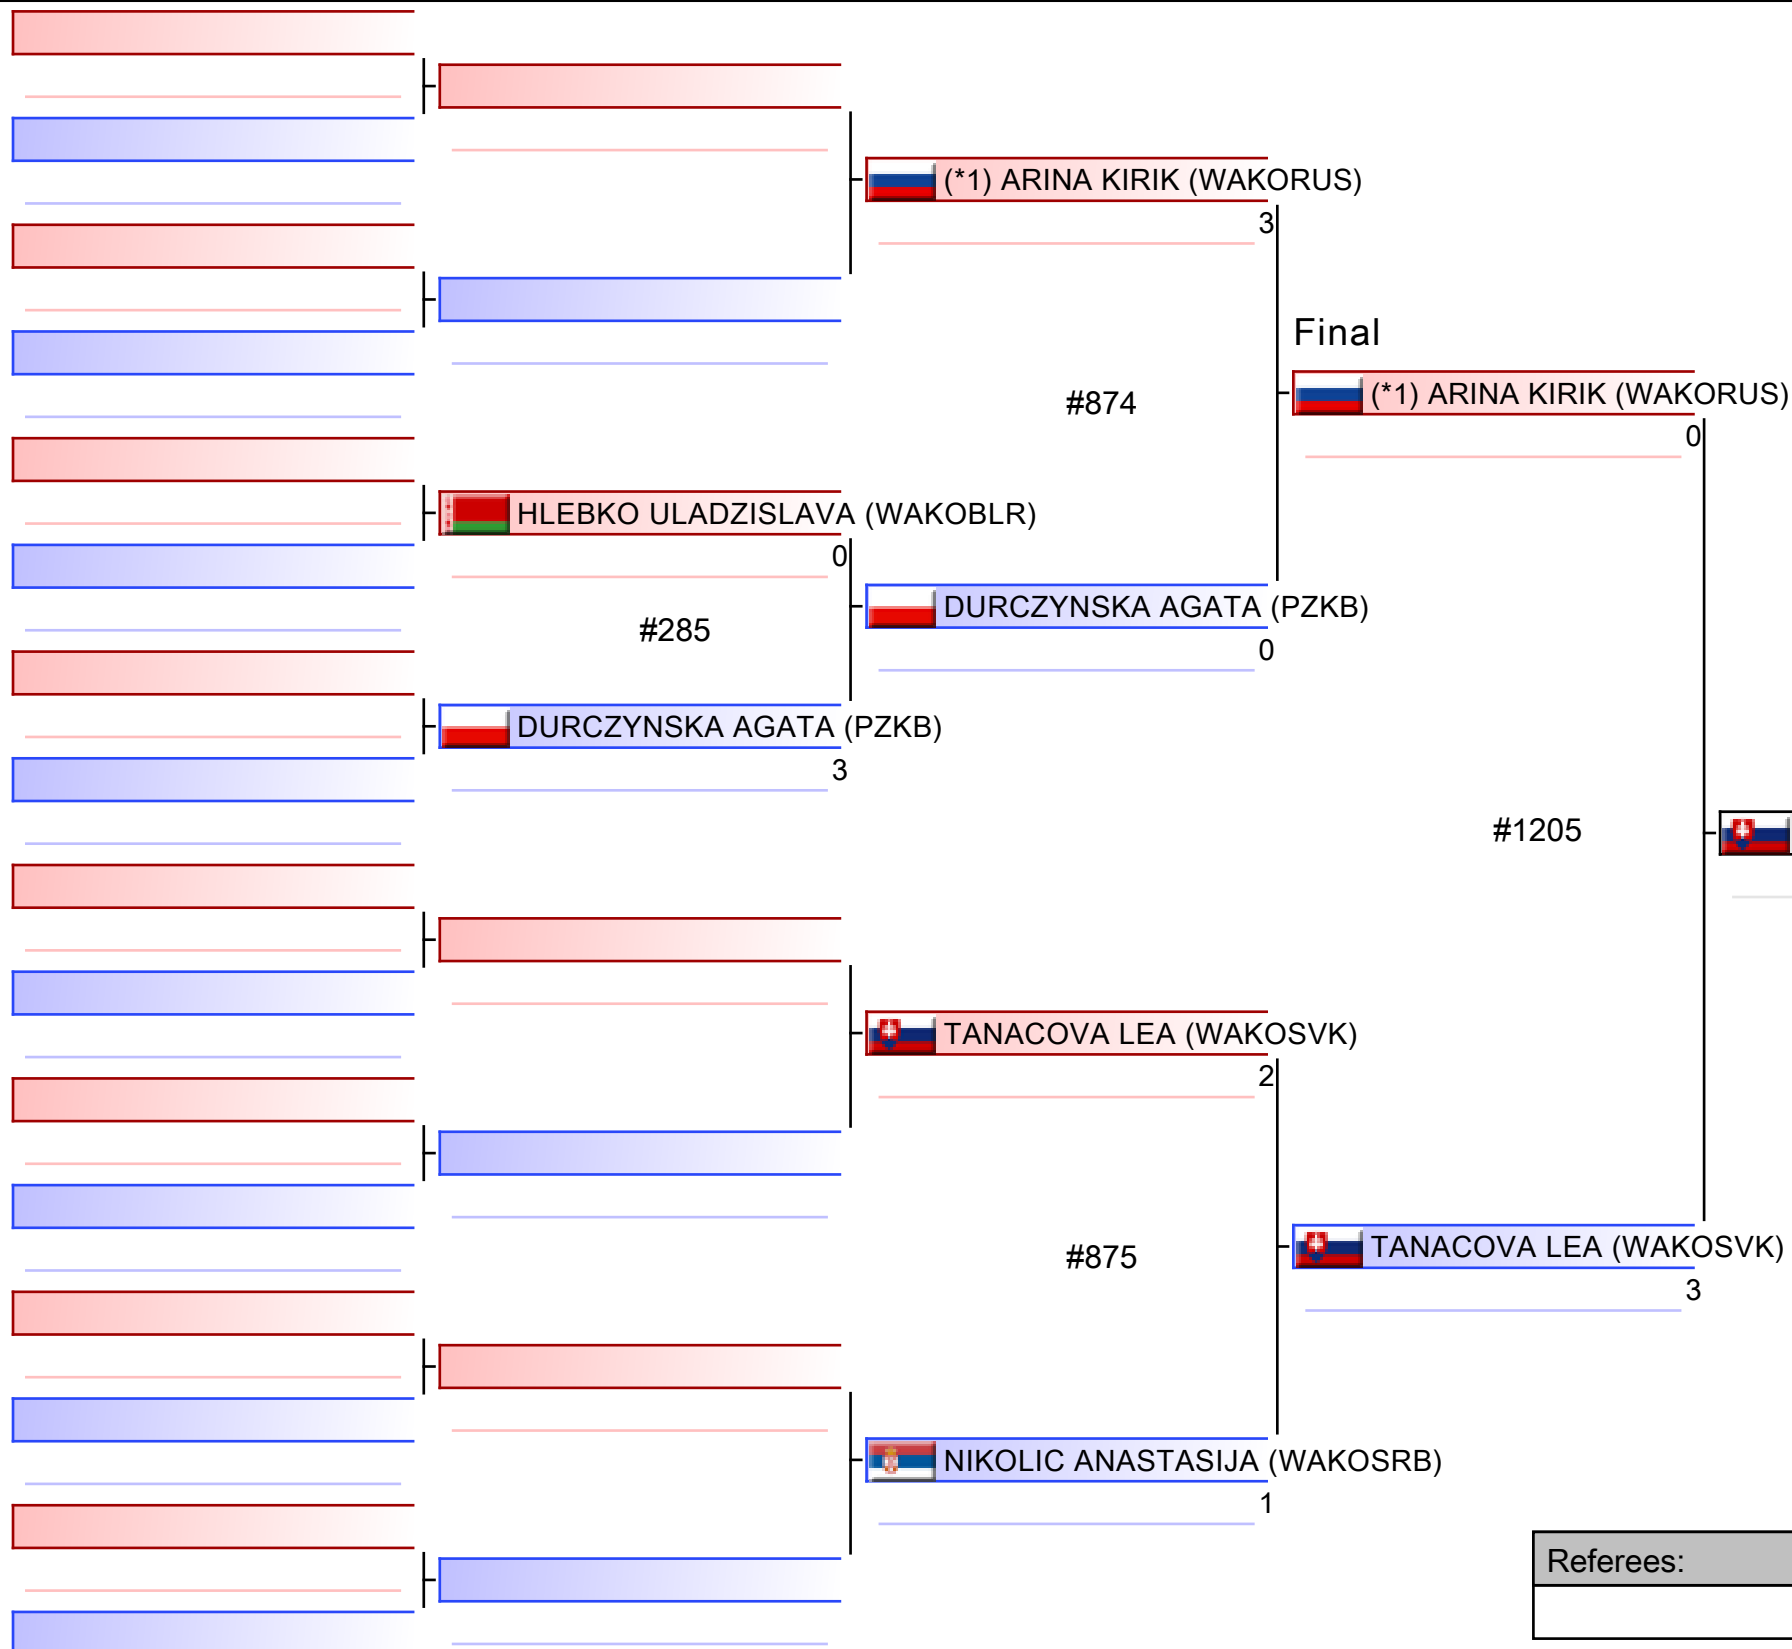 (*1) ARINA KIRIK (WAKORUS)
3
Final
#874
(*1) ARINA KIRIK (WAKORUS)
0
HLEBKO ULADZISLAVA (WAKOBLR)
0
#285
DURCZYNSKA AGATA (PZKB)
0
DURCZYNSKA AGATA (PZKB)
3
#1205
TANACOVA LEA (WAKOSVK)
2
#875
TANACOVA LEA (WAKOSVK)
3
NIKOLIC ANASTASIJA (WAKOSRB)
1
Referees: